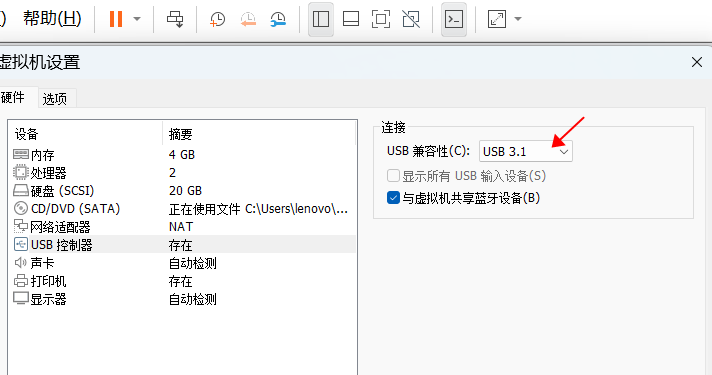 ) 帮助(H)
虚拟机设置
硬件 选项
设备 摘要
内存 4 GB
处理器 2
硬盘 (SCSI) 20 GB
CD/DVD (SATA) 正在使用文件 C:\Users\lenovo\...
网络适配器 NAT
USB 控制器 存在
声卡 自动检测
打印机 存在
显示器 自动检测
连接
USB 兼容性(C): USB 3.1
显示所有 USB 输入设备(S)
与虚拟机共享蓝牙设备(B)